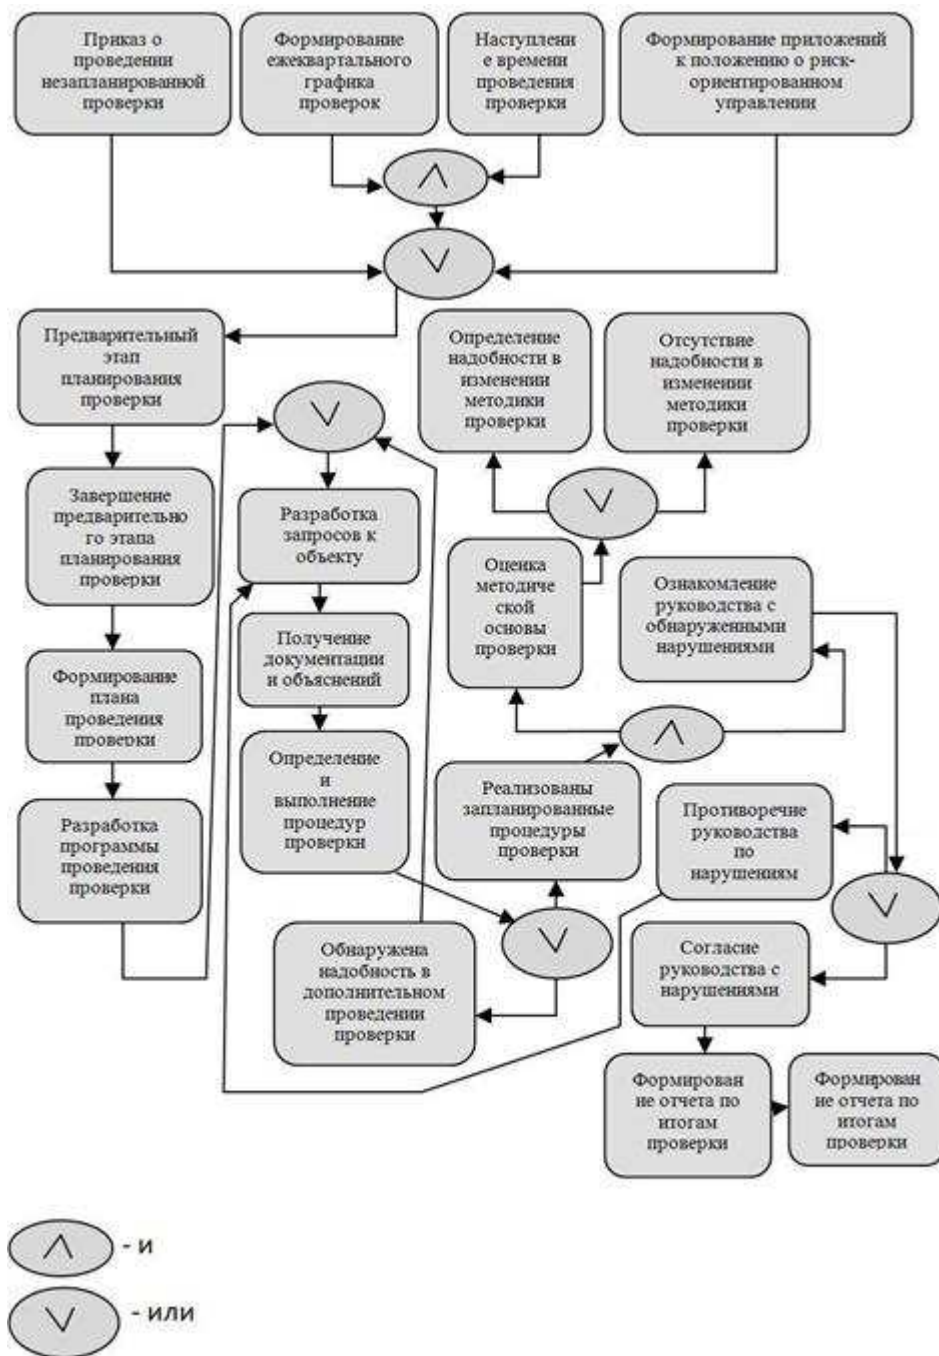 Приказ о
проведении
незапланированной
проверки
Формирование
ежеквартального
графика
проверок
Наступлени
е времени
проведения
проверки
Формирование приложений
к положению о риск-
ориентированном
управлении
Предварительный
этап
планирования
проверки
Определение
надобности в
изменении
методики
проверки
Отсутствие
надобности в
изменении
методики
проверки
Завершение
предварительно
го этапа
планирования
проверки
Разработка
запросов к
объекту
Оценка
методиче
ской
основы
проверки
Ознакомление
руководства с
обнаруженными
нарушениями
Получение
документации
и объяснений
Формирование
плана
проведения
проверки
Определение
и
выполнение
процедур
проверки
Реализованы
запланированные
процедуры
проверки
Противоречие
руководства
по
нарушениям
Разработка
программы
проведения
проверки
Обнаружена
надобность в
дополнительном
проведении
проверки
Согласие
руководства с
нарушениями
Формирован
ие отчета по
итогам
проверки
Формирован
ие отчета по
итогам
проверки
- и
- или